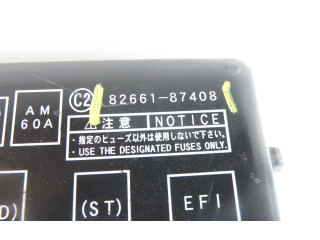 C2 82661-87408
AM
60A
注意 NOTICE
・指定のヒューズ以外は使用しないで下さい。
・USE THE DESIGNATED FUSES ONLY.
D)
(ST)
EFI